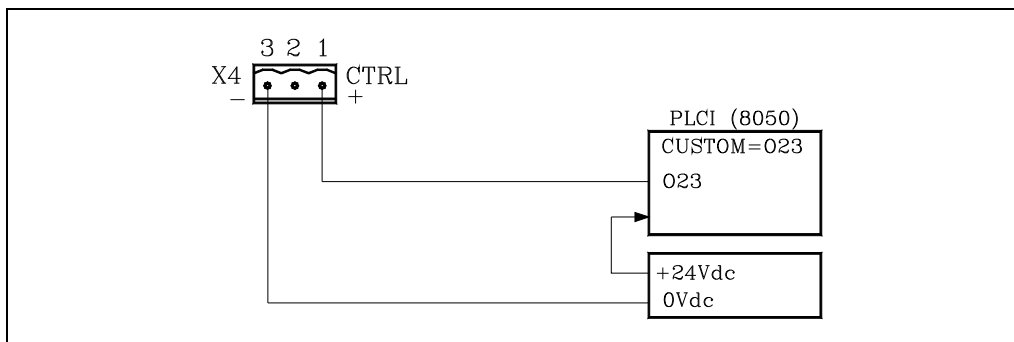 3 2 1
X4 CTRL
- +
PLCI (8050)
CUSTOM=O23
O23
+24Vdc
0Vdc